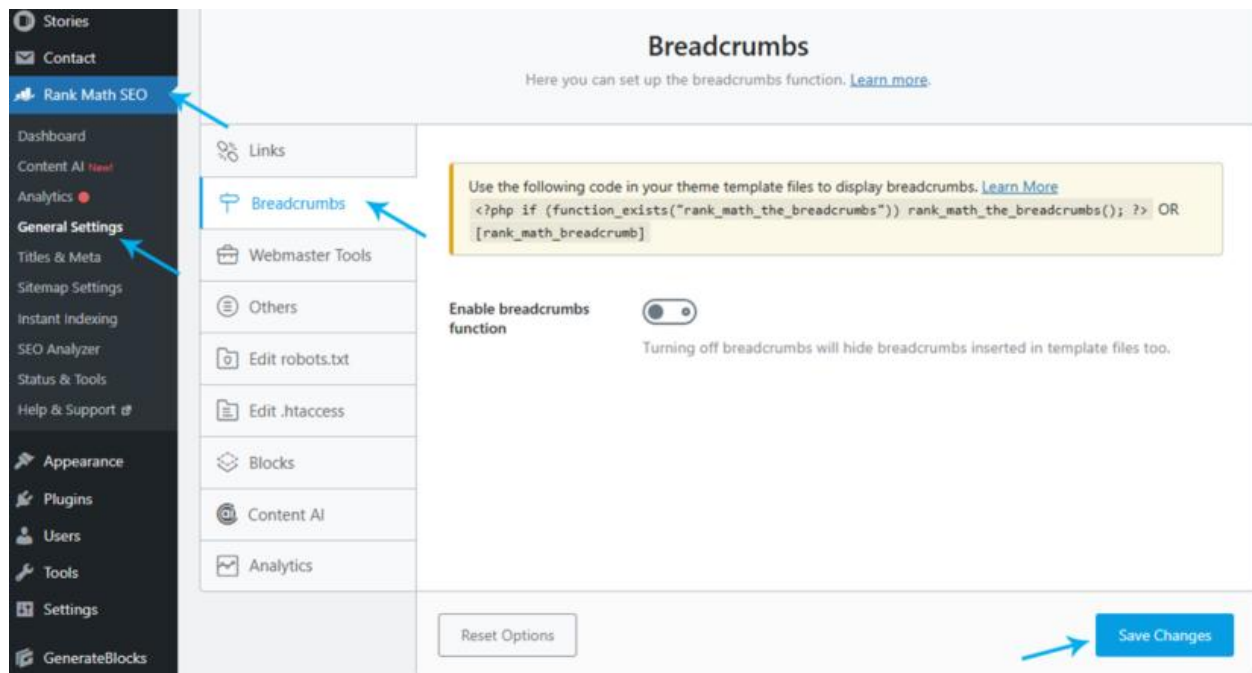 Stories
Contact
Rank Math SEO
Dashboard
Content AI New!
Analytics
General Settings
Titles & Meta
Sitemap Settings
Instant Indexing
SEO Analyzer
Status & Tools
Help & Support
Appearance
Plugins
Users
Tools
Settings
GenerateBlocks
Breadcrumbs
Here you can set up the breadcrumbs function. Learn more.
Links
Breadcrumbs
Webmaster Tools
Others
Edit robots.txt
Edit .htaccess
Blocks
Content AI
Analytics
Use the following code in your theme template files to display breadcrumbs. Learn More
<?php if (function_exists("rank_math_the_breadcrumbs")) rank_math_the_breadcrumbs(); ?> OR
[rank_math_breadcrumb]
Enable breadcrumbs
function
Turning off breadcrumbs will hide breadcrumbs inserted in template files too.
Reset Options
Save Changes